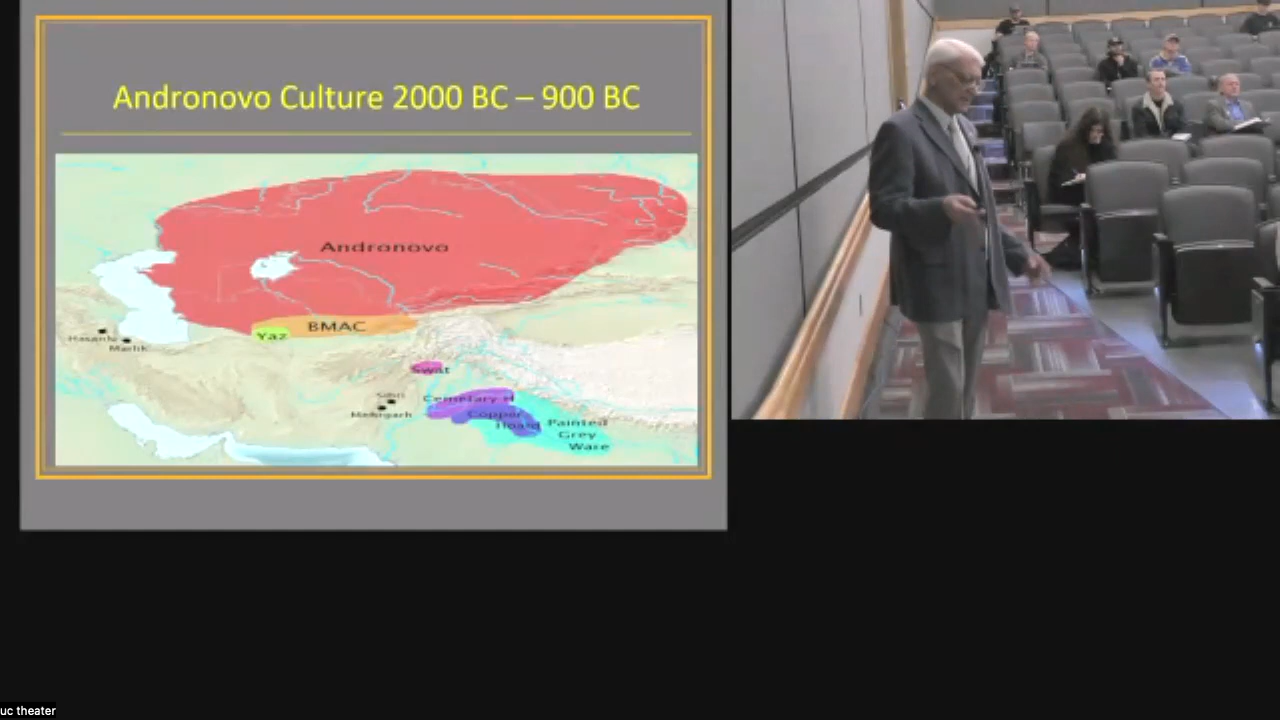 Andronovo Culture 2000 BC – 900 BC
Andronovo
BMAC
Yaz
Hasanlu
Marlik
Swat
Sibri
Mehrgarh
Cemetary H
Copper
Hoard
Painted
Grey
Ware
uc theater